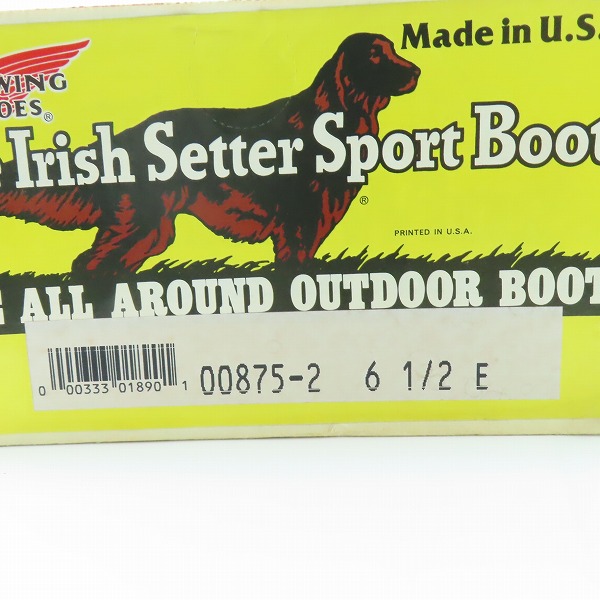 WING
OES®
Made in U.S.
Irish Setter Sport Boot
®
PRINTED IN U.S.A.
E ALL AROUND OUTDOOR BOOT
0 00333 01890 1
00875-2 6 1/2 E